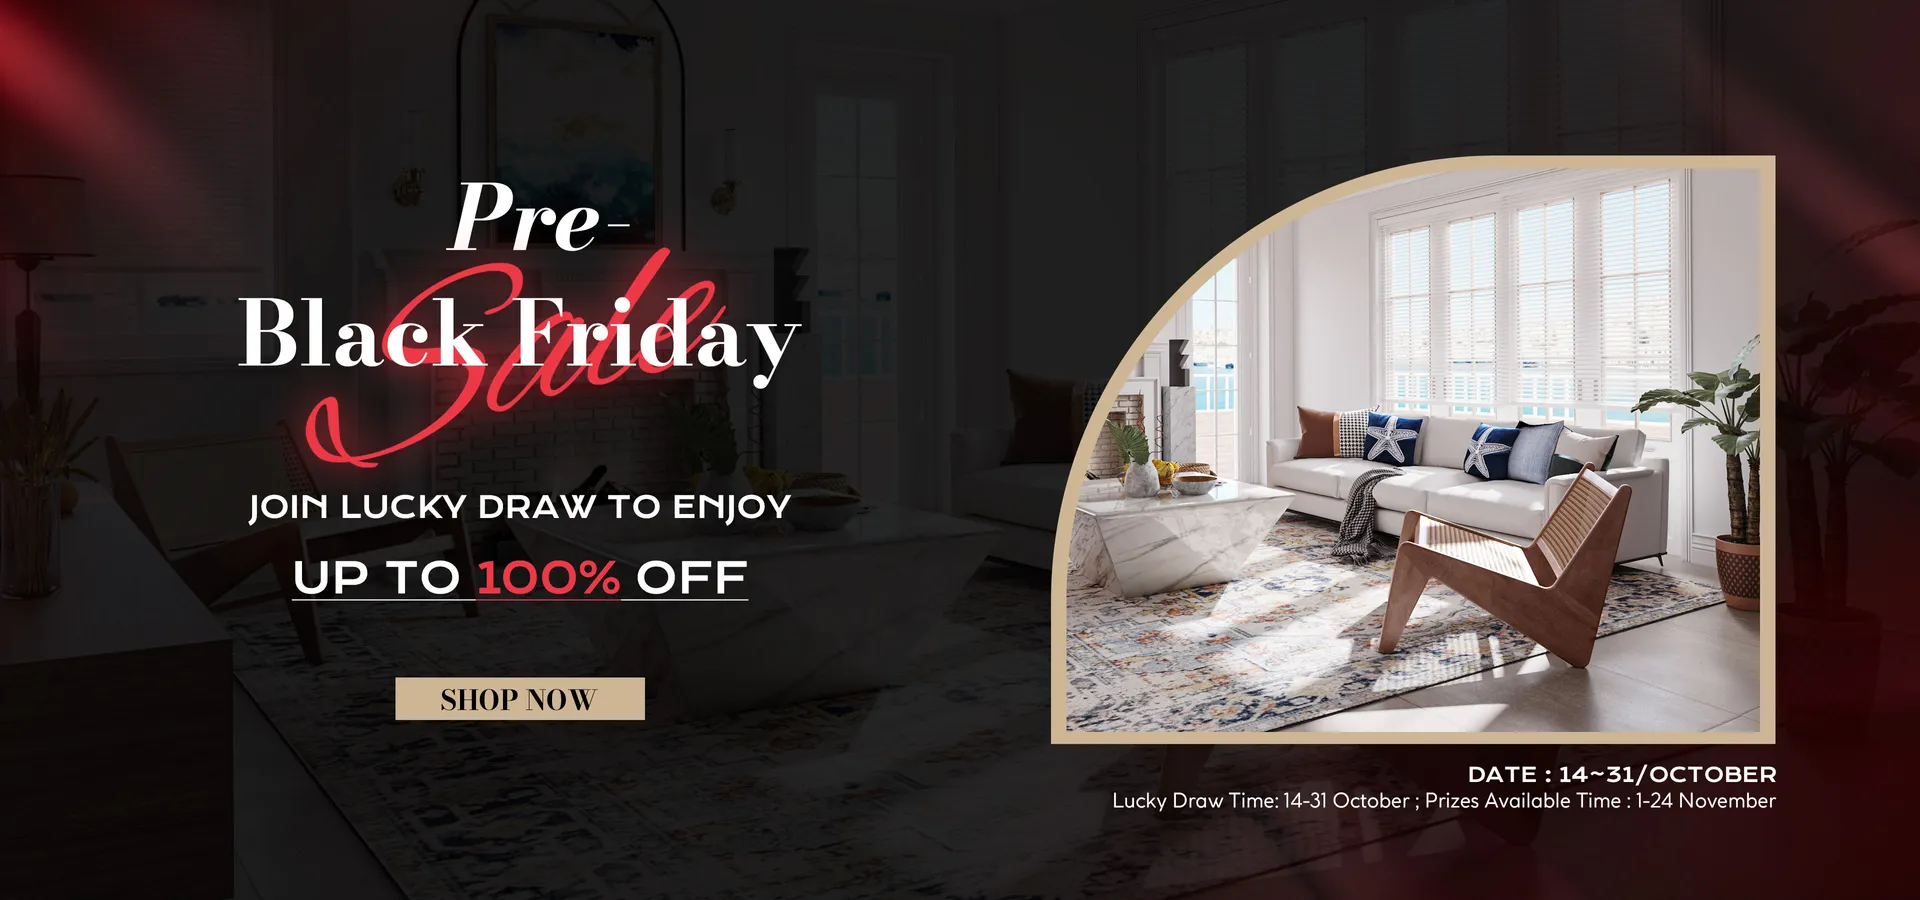 Pre-
Black Friday
Sale
JOIN LUCKY DRAW TO ENJOY
UP TO 100% OFF
SHOP NOW
DATE : 14~31/OCTOBER
Lucky Draw Time: 14-31 October ; Prizes Available Time : 1-24 November